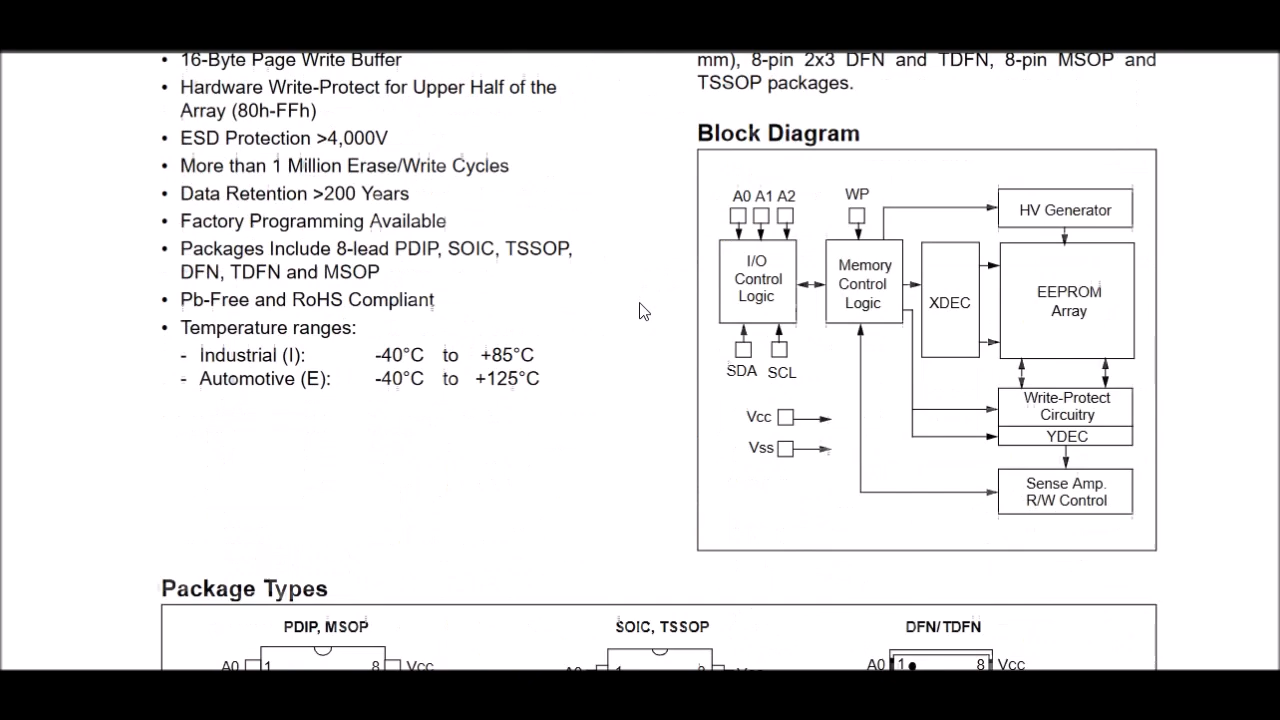 • 16-Byte Page Write Buffer
• Hardware Write-Protect for Upper Half of the
Array (80h-FFh)
• ESD Protection >4,000V
• More than 1 Million Erase/Write Cycles
• Data Retention >200 Years
• Factory Programming Available
• Packages Include 8-lead PDIP, SOIC, TSSOP,
DFN, TDFN and MSOP
• Pb-Free and RoHS Compliant
• Temperature ranges:
- Industrial (I): -40°C to +85°C
- Automotive (E): -40°C to +125°C
mm), 8-pin 2x3 DFN and TDFN, 8-pin MSOP and
TSSOP packages.
Block Diagram
A0 A1 A2
WP
HV Generator
I/O
Control
Logic
Memory
Control
Logic
XDEC
EEPROM
Array
SDA
SCL
Vcc
Vss
Write-Protect
Circuitry
YDEC
Sense Amp.
R/W Control
Package Types
PDIP, MSOP
SOIC, TSSOP
DFN/TDFN
A0 1 8 Vcc
A0 1 8 Vcc